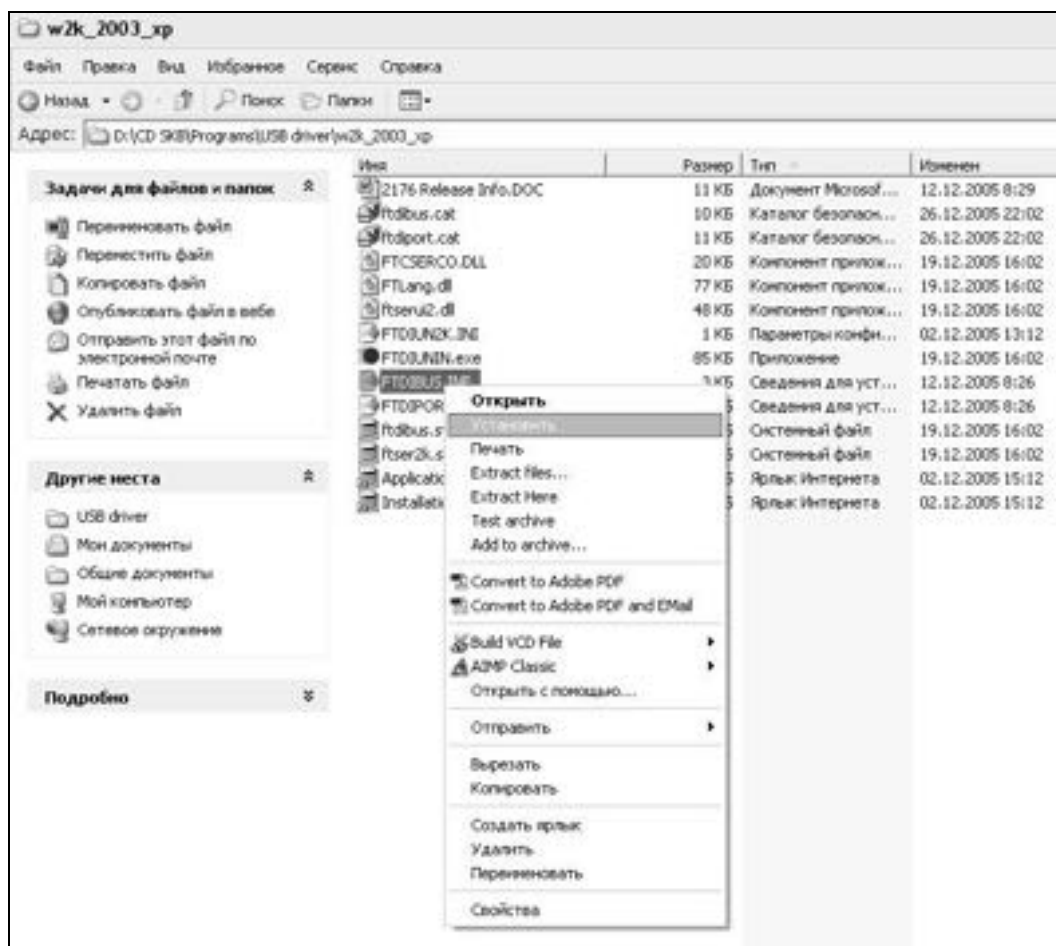 w2k_2003_xp
Файл Правка Вид Избранное Сервис Справка
Назад Поиск Папки
Адрес: D:\CD SKB\Programs\USB driver\w2k_2003_xp
Имя Размер Тип Изменен
Задачи для файлов и папок
Переименовать файл
Переместить файл
Копировать файл
Опубликовать файл в вебе
Отправить этот файл по
электронной почте
Печатать файл
Удалить файл
Другие места
USB driver
Мои документы
Общие документы
Мой компьютер
Сетевое окружение
Подробно
2176 Release Info.DOC 11 КБ Документ Microsof... 12.12.2005 8:29
ftdibus.cat 10 КБ Каталог безопасн... 26.12.2005 22:02
ftdiport.cat 11 КБ Каталог безопасн... 26.12.2005 22:02
FTCSERCO.DLL 20 КБ Компонент прилож... 19.12.2005 16:02
FTLang.dll 77 КБ Компонент прилож... 19.12.2005 16:02
ftserui2.dll 48 КБ Компонент прилож... 19.12.2005 16:02
FTDIUN2K.INI 1 КБ Параметры конфи... 02.12.2005 13:12
FTDIUNIN.exe 85 КБ Приложение 19.12.2005 16:02
FTDIBUS.INF 3 КБ Сведения для уст... 12.12.2005 8:26
FTDIPOR Б Сведения для уст... 12.12.2005 8:26
ftdibus.s Б Системный файл 19.12.2005 16:02
ftser2k.s Б Системный файл 19.12.2005 16:02
Applicatio Б Ярлык Интернета 02.12.2005 15:12
Installati Б Ярлык Интернета 02.12.2005 15:12
Открыть
Установить
Печать
Extract files...
Extract Here
Test archive
Add to archive...
Convert to Adobe PDF
Convert to Adobe PDF and EMail
Build VCD File
AIMP Classic
Открыть с помощью...
Отправить
Вырезать
Копировать
Создать ярлык
Удалить
Переименовать
Свойства